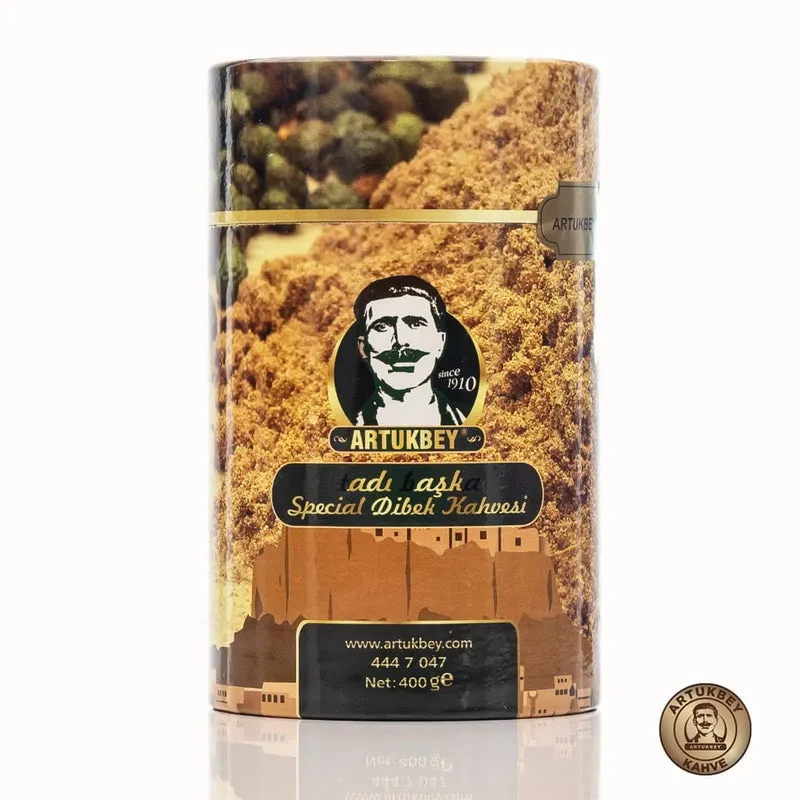 ARTUKBEY
since
1910
ARTUKBEY®
tadı başka
Special Dibek Kahvesi
www.artukbey.com
444 7 047
Net: 400 g e
ARTUKBEY
ARTUKBEY
KAHVE